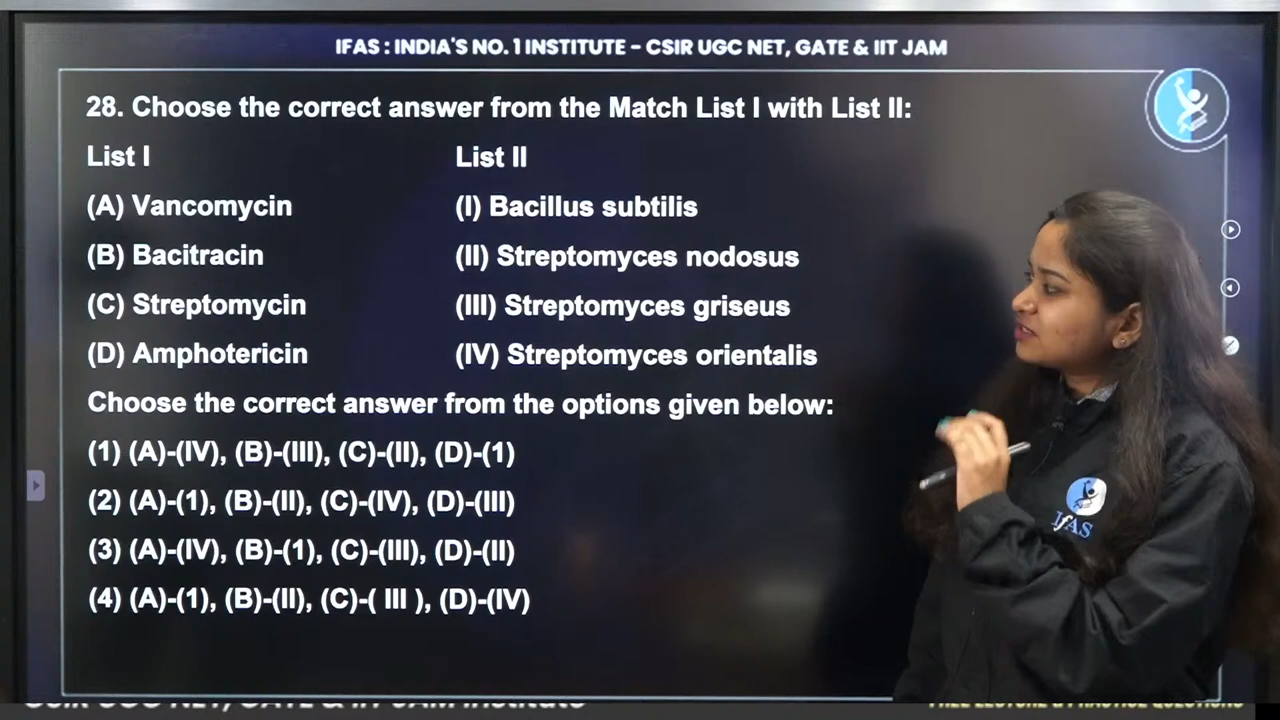 IFAS : INDIA'S NO. 1 INSTITUTE - CSIR UGC NET, GATE & IIT JAM
28. Choose the correct answer from the Match List I with List II:
List I List II
(A) Vancomycin (I) Bacillus subtilis
(B) Bacitracin (II) Streptomyces nodosus
(C) Streptomycin (III) Streptomyces griseus
(D) Amphotericin (IV) Streptomyces orientalis
Choose the correct answer from the options given below:
(1) (A)-(IV), (B)-(III), (C)-(II), (D)-(1)
(2) (A)-(1), (B)-(II), (C)-(IV), (D)-(III)
(3) (A)-(IV), (B)-(1), (C)-(III), (D)-(II)
(4) (A)-(1), (B)-(II), (C)-( III ), (D)-(IV)
IFAS